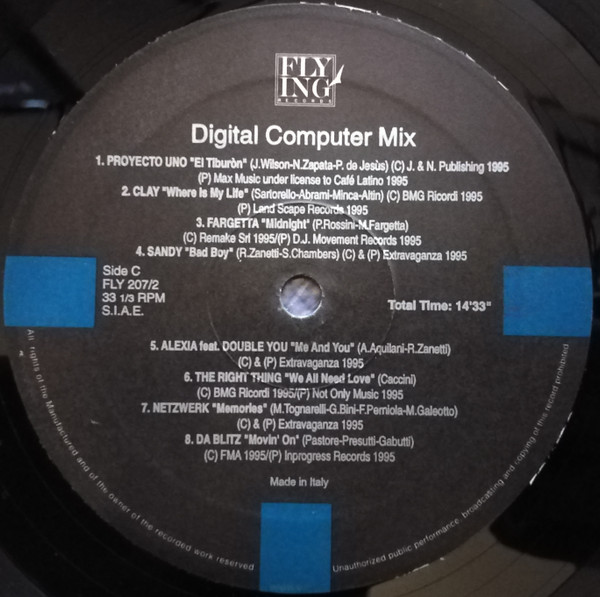 FLY
ING
RECORDS
Digital Computer Mix
1. PROYECTO UNO "El Tiburòn" (J.Wilson-N.Zapata-P. de Jesùs) (C) J. & N. Publishing 1995
(P) Max Music under license to Café Latino 1995
2. CLAY "Where Is My Life" (Sartorello-Abrami-Minca-Altin) (C) BMG Ricordi 1995
(P) Land Scape Records 1995
3. FARGETTA "Midnight" (P.Rossini-M.Fargetta)
(C) Remake Srl 1995/(P) D.J. Movement Records 1995
4. SANDY "Bad Boy" (R.Zanetti-S.Chambers) (C) & (P) Extravaganza 1995
Side C
FLY 207/2
33 1/3 RPM
S.I.A.E.
Total Time: 14'33"
5. ALEXIA feat. DOUBLE YOU "Me And You" (A.Aquilani-R.Zanetti)
(C) & (P) Extravaganza 1995
6. THE RIGHT THING "We All Need Love" (Caccini)
(C) BMG Ricordi 1995/(P) Not Only Music 1995
7. NETZWERK "Memories" (M.Tognarelli-G.Bini-F.Perniola-M.Galeotto)
(C) & (P) Extravaganza 1995
8. DA BLITZ "Movin' On" (Pastore-Presutti-Gabutti)
(C) FMA 1995/(P) Inprogress Records 1995
Made in Italy
All rights of the Manufactured and of the owner of the recorded work reserved
Unauthorized public performance, broadcasting and copying of this record prohibited